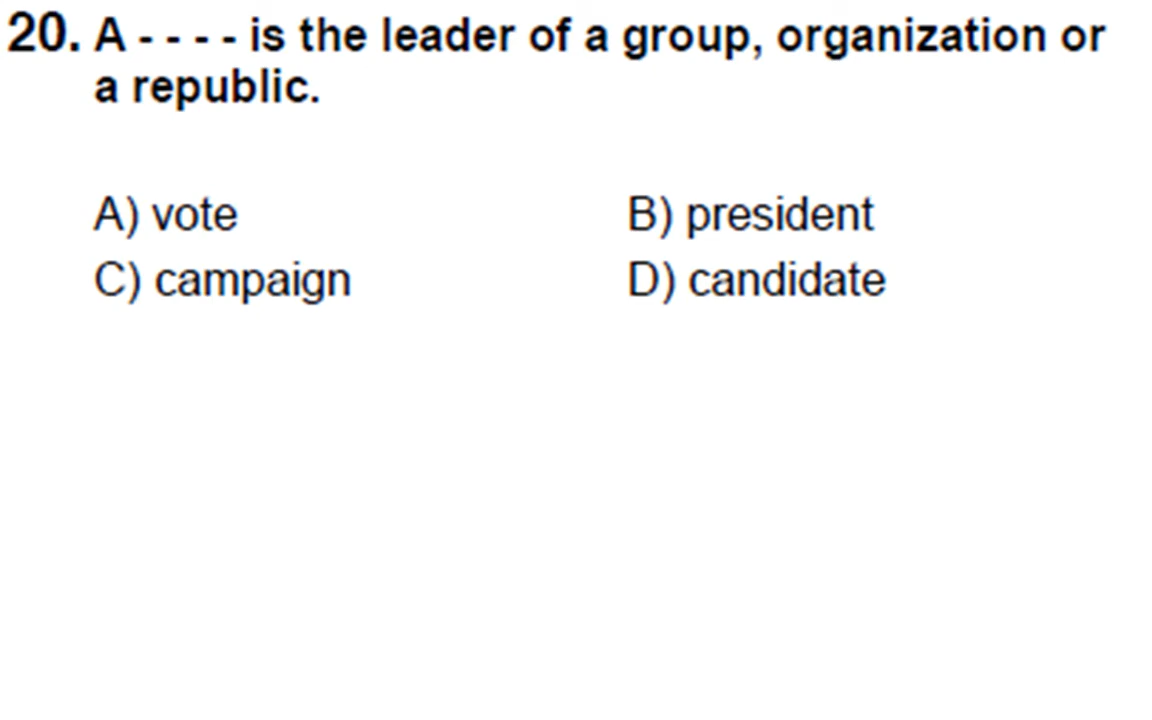 20. A - - - - is the leader of a group, organization or
a republic.
A) vote B) president
C) campaign D) candidate